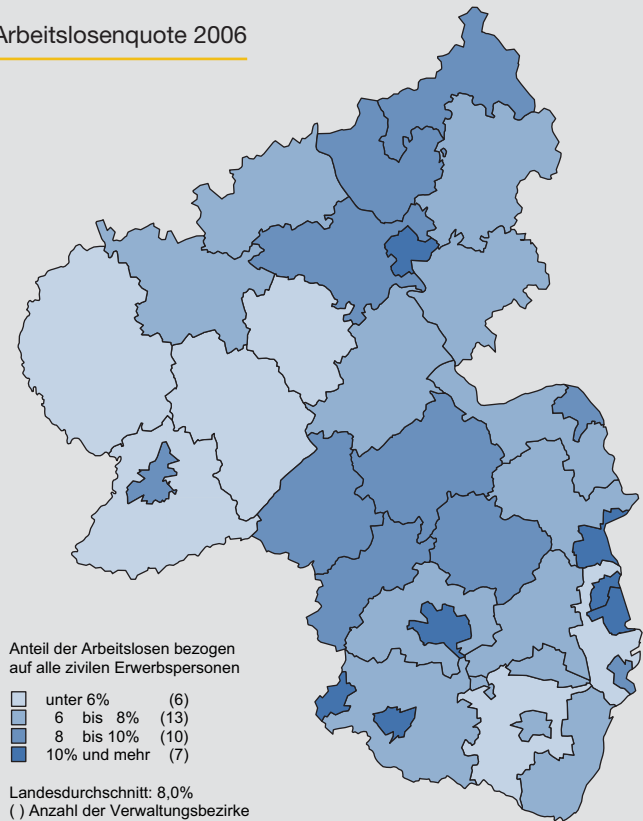 Arbeitslosenquote 2006
Anteil der Arbeitslosen bezogen
auf alle zivilen Erwerbspersonen
unter 6% (6)
6 bis 8% (13)
8 bis 10% (10)
10% und mehr (7)
Landesdurchschnitt: 8,0%
( ) Anzahl der Verwaltungsbezirke